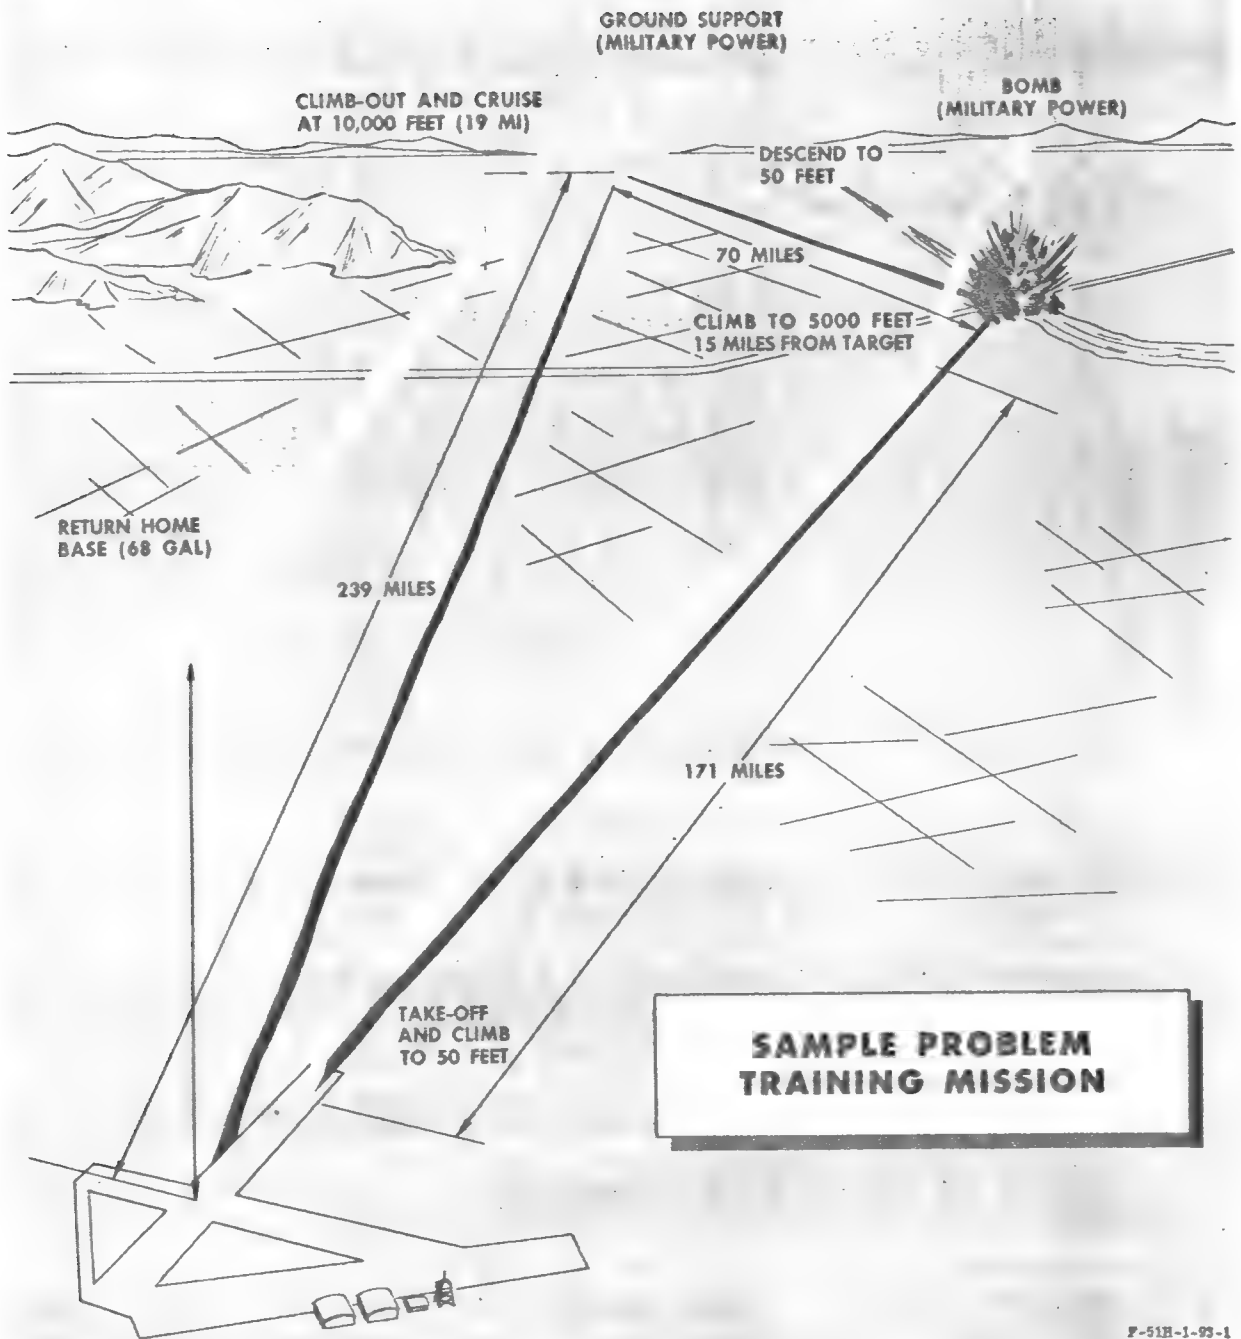 GROUND SUPPORT
(MILITARY POWER)
CLIMB-OUT AND CRUISE
AT 10,000 FEET (19 MI)
BOMB
(MILITARY POWER)
DESCEND TO
50 FEET
70 MILES
CLIMB TO 5000 FEET
15 MILES FROM TARGET
RETURN HOME
BASE (68 GAL)
239 MILES
171 MILES
TAKE-OFF
AND CLIMB
TO 50 FEET
SAMPLE PROBLEM
TRAINING MISSION
F-51H-1-93-1